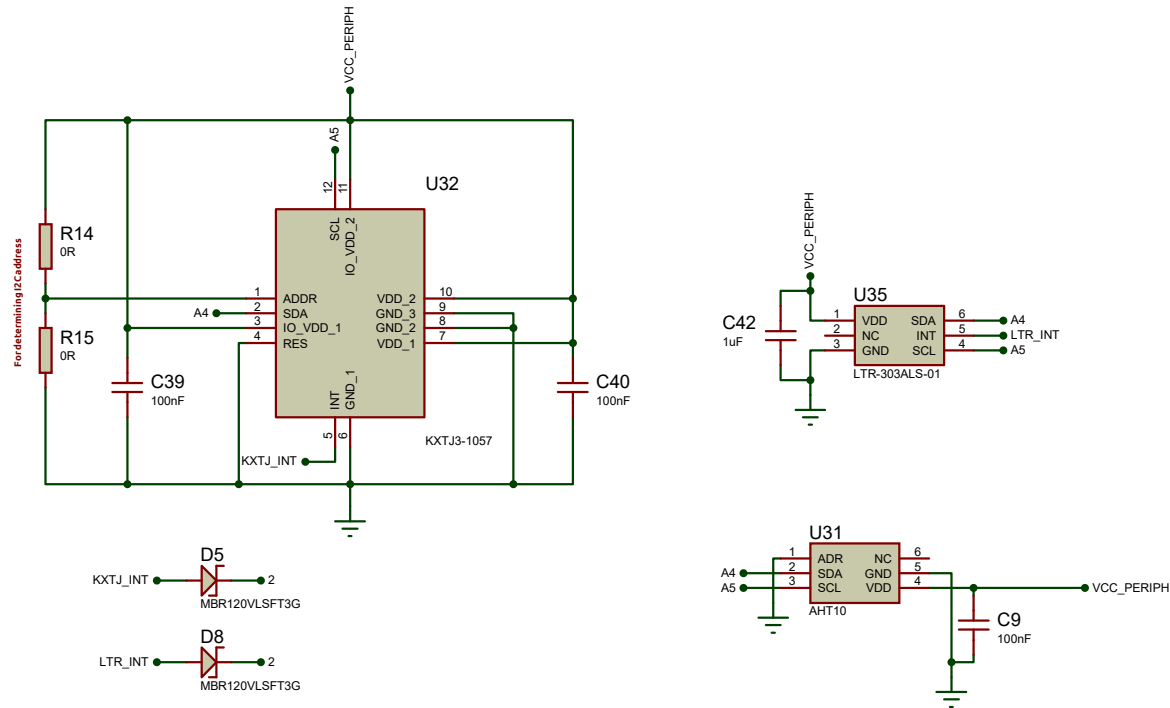 VCC_PERIPH
A5
U32
12
11
SCL
IO_VDD_2
R14
0R
For determining I2C address
R15
0R
1
ADDR
VDD_2
10
A4
2
SDA
GND_3
9
3
IO_VDD_1
GND_2
8
4
RES
VDD_1
7
C39
100nF
C40
100nF
INT
GND_1
5
6
KXTJ3-1057
KXTJ_INT
VCC_PERIPH
U35
C42
1uF
1
VDD
SDA
6
A4
2
NC
INT
5
LTR_INT
3
GND
SCL
4
A5
LTR-303ALS-01
D5
KXTJ_INT
2
MBR120VLSFT3G
D8
LTR_INT
2
MBR120VLSFT3G
U31
1
ADR
NC
6
A4
2
SDA
GND
5
A5
3
SCL
VDD
4
VCC_PERIPH
AHT10
C9
100nF